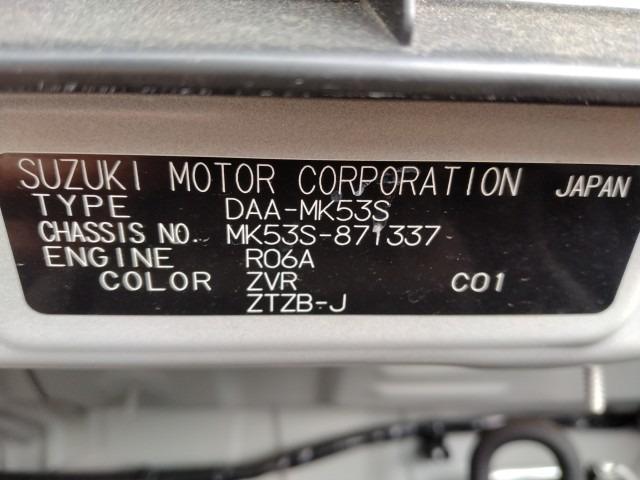 SUZUKI MOTOR CORPORATION JAPAN
TYPE DAA-MK53S
CHASSIS NO. MK53S-871337
ENGINE R06A
COLOR ZVR C01
ZTZB-J